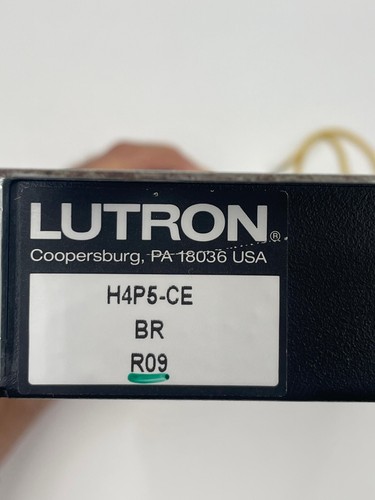 LUTRON®
Coopersburg, PA 18036 USA
H4P5-CE
BR
R09